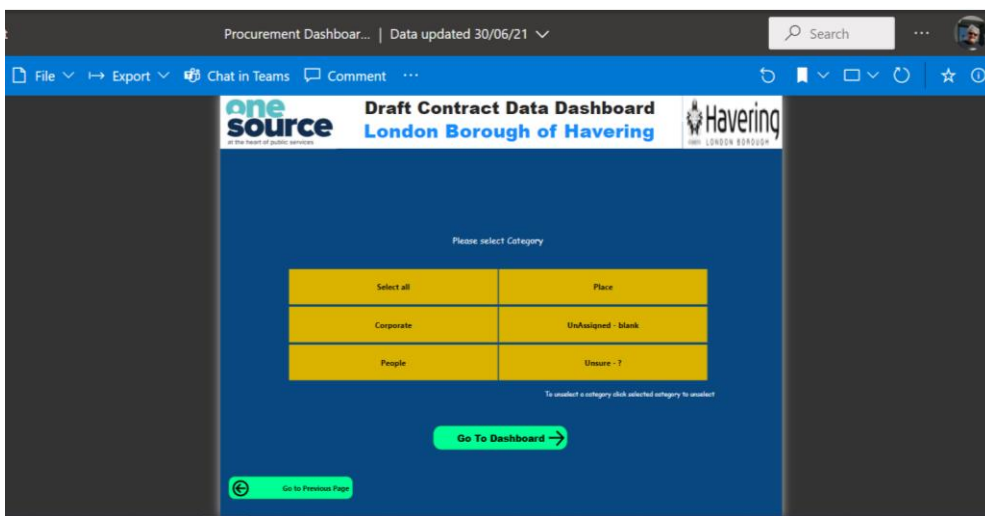 Procurement Dashboar... | Data updated 30/06/21
Search
File Export Chat in Teams Comment ...
one source
at the heart of public services
Draft Contract Data Dashboard
London Borough of Havering
Havering
LONDON BOROUGH
Please select Category
Select all
Place
Corporate
UnAssigned - blank
People
Unsure - ?
To unselect a category click selected category to unselect
Go To Dashboard
Go to Previous Page